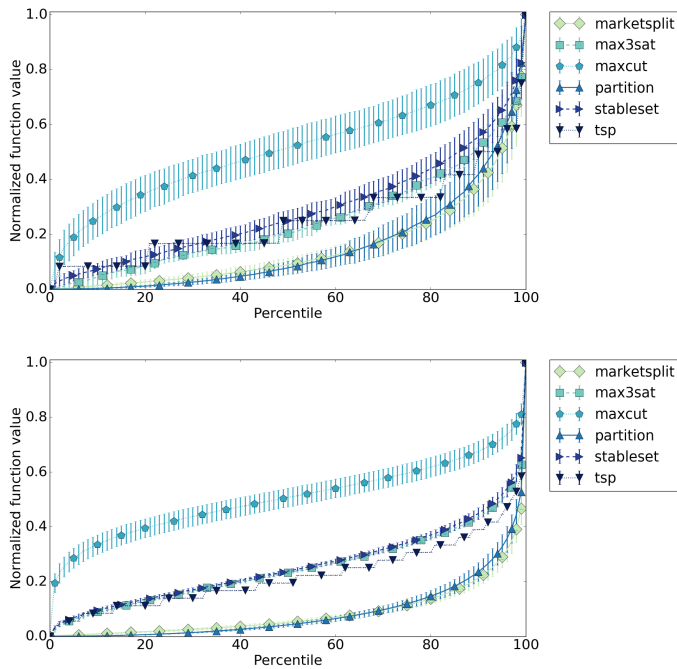 1.0
0.8
0.6
0.4
0.2
0.0
Normalized function value
0
20
40
60
80
100
Percentile
marketsplit
max3sat
maxcut
partition
stableset
tsp
1.0
0.8
0.6
0.4
0.2
0.0
Normalized function value
0
20
40
60
80
100
Percentile
marketsplit
max3sat
maxcut
partition
stableset
tsp